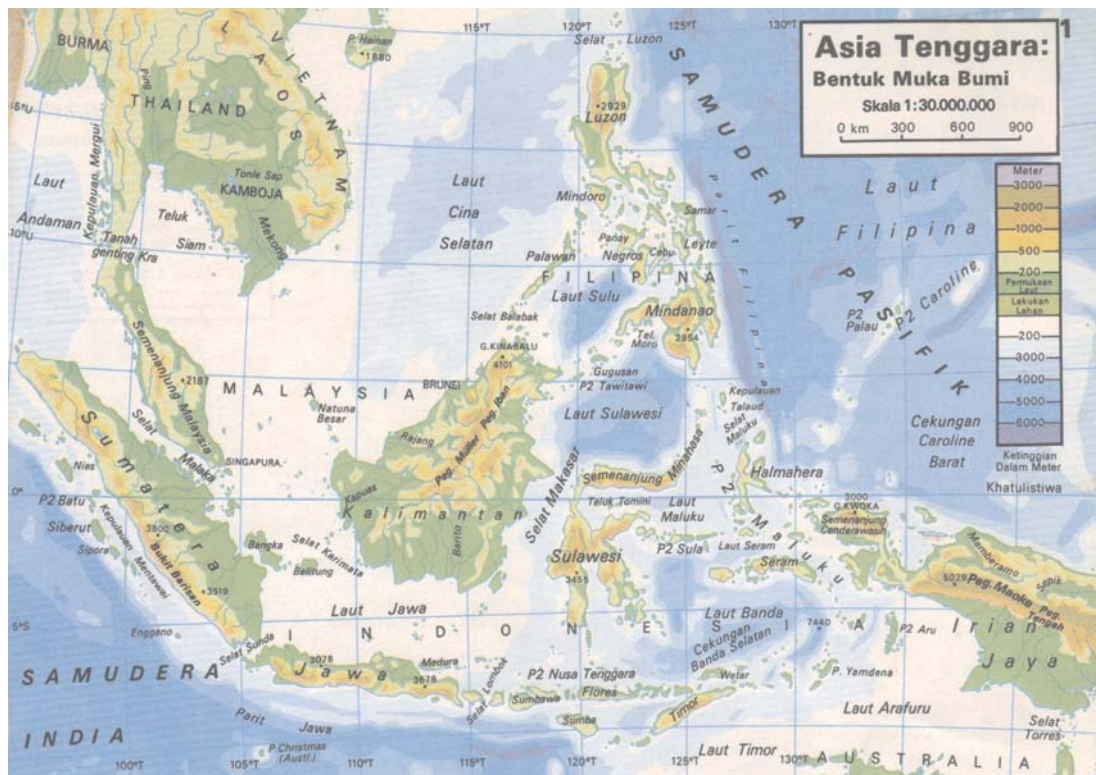 1
Asia Tenggara:
Bentuk Muka Bumi
Skala 1:30.000.000
0 km 300 600 900
Meter
3000
2000
1000
500
200
Permukaan
Laut
Lekukan
Lahan
200
3000
4000
5000
6000
Ketinggian
Dalam Meter
Khatulistiwa
115°T
120°T
125°T
130°T
BURMA
LAOS
VIETNAM
P. Hainan
1880
Selat Luzon
SAMUDERA PASIFIK
Ping
THAILAND
2929
Luzon
Tonle Sap
KAMBOJA
Mekong
Laut
Andaman
Kepulauan Mergui
10°U
Tanah
genting Kra
Teluk
Siam
Laut
Cina
Selatan
Mindoro
Samar
Panay
Leyte
Negros
Cebu
Palawan
FILIPINA
Parit Filipina
Laut
Filipina
P2
Palau
P2 Caroline
Laut Sulu
Selat Balabak
Mindanao
2954
Tel.
Moro
G.KINABALU
4101
Gugusan
P2 Tawitawi
Semenanjung Malaysia
2187
MALAYSIA
BRUNEI
Natuna
Besar
Laut Sulawesi
Kepulauan
Talaud
Selat
Maluku
Cekungan
Caroline
Barat
Sumatera
Selat
Malaka
SINGAPURA
Rajang
Peg. Muller
Peg. Iban
Nias
Kapuas
Kalimantan
Barito
Selat Makasar
Semenanjung Minahasa
Halmahera
P2 Maluku
0°
P2 Batu
Siberut
Sipora
Kepulauan Mentawai
3800
Bukit Barisan
3519
Bangka
Belitung
Selat Karimata
Teluk Tomini
Laut
Maluku
Sulawesi
3455
P2 Sula
Laut Seram
Seram
3000
G.KWOKA
Semenanjung
Cenderawasih
Mamberamo
Sepik
5029
Peg. Maoke
Peg.
Tengah
5°S
Enggano
Selat Sunda
Laut Jawa
INDONESIA
Laut Banda
Cekungan
Banda Selatan
7440
P2 Aru
Irian
Jaya
SAMUDERA
INDIA
3078
Jawa
Madura
3676
Selat Lombok
P2 Nusa Tenggara
Sumbawa
Flores
Sumba
Wetar
Timor
P. Yamdena
Laut Arafuru
Selat
Torres
Parit Jawa
P.Christmas
(Austl.)
Laut Timor
AUSTRALIA
100°T
105°T
110°T
115°T
120°T
125°T
130°T